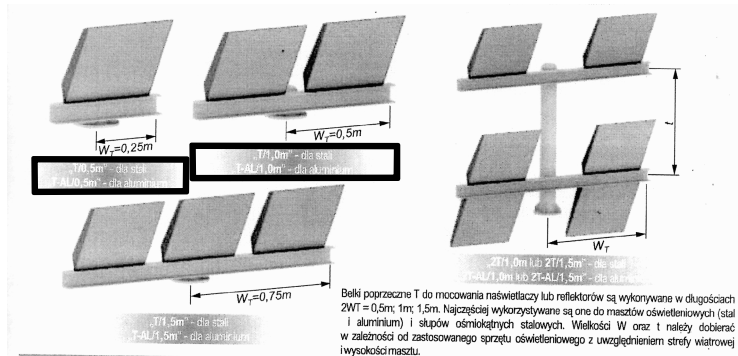 W_T=0,25m
W_T=0,5m
„T/0,5m” - dla stali
T-AL/0,5m” - dla aluminium
„T/1,0m” - dla stali
T-AL/1,0m” - dla aluminium
t
W_T
W_T=0,75m
„2T/1,0m lub 2T/1,5m” - dla stali
T-AL/1,0m lub 2T-AL/1,5m” - dla aluminium
„T/1,5m” - dla stali
„T-AL/1,5m” - dla aluminium
Belki poprzeczne T do mocowania naświetlaczy lub reflektorów są wykonywane w długościach
2WT = 0,5m; 1m; 1,5m. Najczęściej wykorzystywane są one do masztów oświetleniowych (stal
i aluminium) i słupów ośmiokątnych stalowych. Wielkości W oraz t należy dobierać
w zależności od zastosowanego sprzętu oświetleniowego z uwzględnieniem strefy wiatrowej
i wysokości masztu.